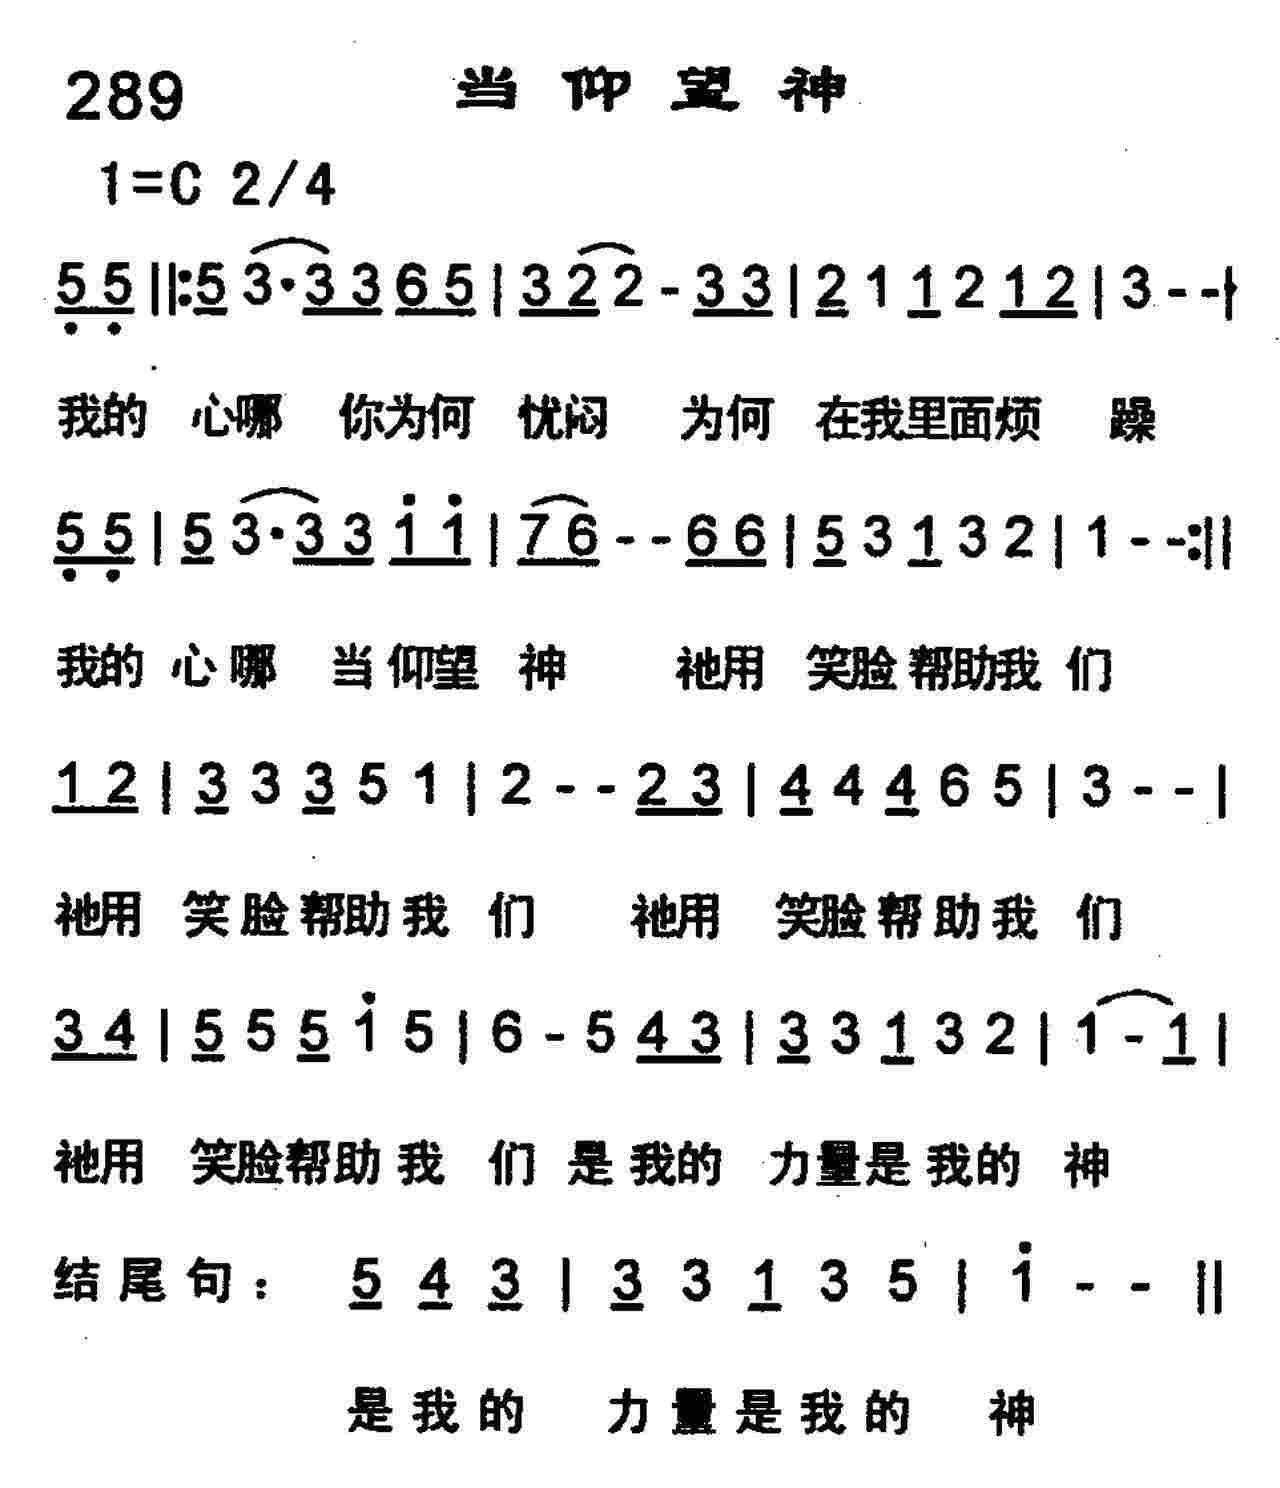 289 当仰望神
1=C 2/4
5 5 ‖: 5 3· 3 3 6 5 | 3 2 2 - 3 3 | 2 1 1 2 1 2 | 3 - - |
我的 心哪 你为何 忧闷 为何 在我里面烦 躁
5 5 | 5 3· 3 3 1 1 | 7 6 - - 6 6 | 5 3 1 3 2 | 1 - - :‖
我的 心哪 当仰望 神 祂用 笑脸帮助我们
1 2 | 3 3 3 5 1 | 2 - - 2 3 | 4 4 4 6 5 | 3 - - |
祂用 笑脸帮助我 们 祂用 笑脸帮助我 们
3 4 | 5 5 5 1 5 | 6 - 5 4 3 | 3 3 1 3 2 | 1 - 1 |
祂用 笑脸帮助我 们 是我的 力量是我的 神
结尾句： 5 4 3 | 3 3 1 3 5 | 1 - - ‖
是我的 力量是我的 神